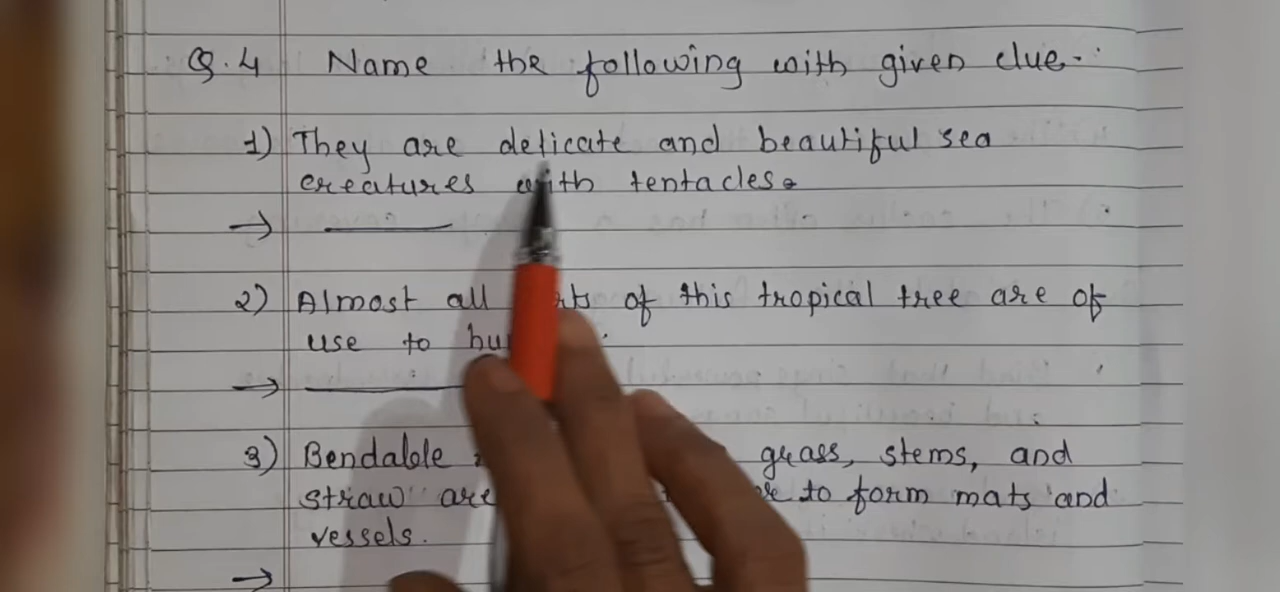 Q.4 Name the following with given clue.
1) They are delicate and beautiful sea
creatures with tentacles.
→
2) Almost all of this tropical tree are of
use to
→
3) Bendable grass, stems, and
straw are to form mats and
vessels.
→